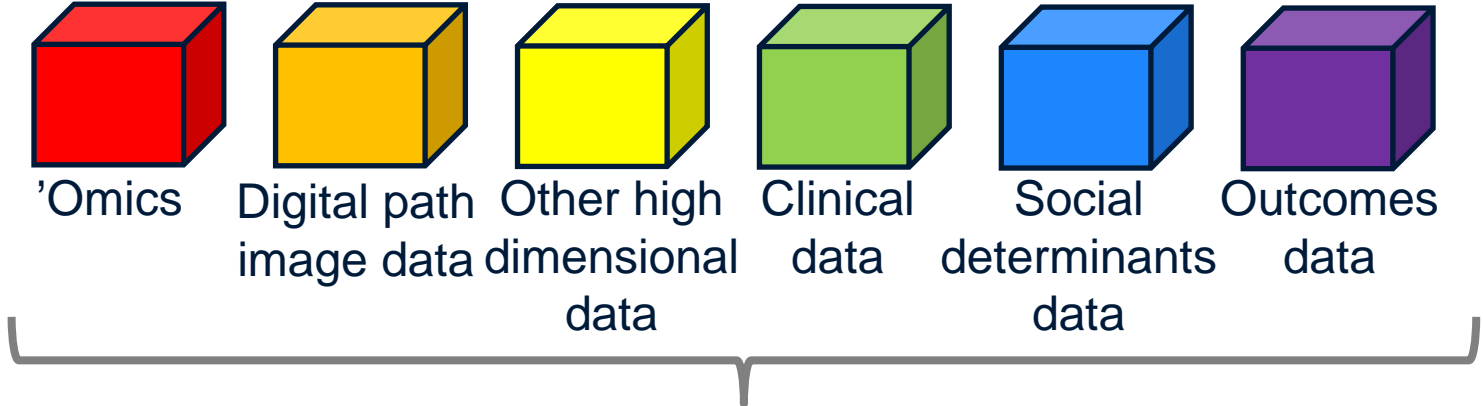 ’Omics
Digital path
image data
Other high
dimensional
data
Clinical
data
Social
determinants
data
Outcomes
data